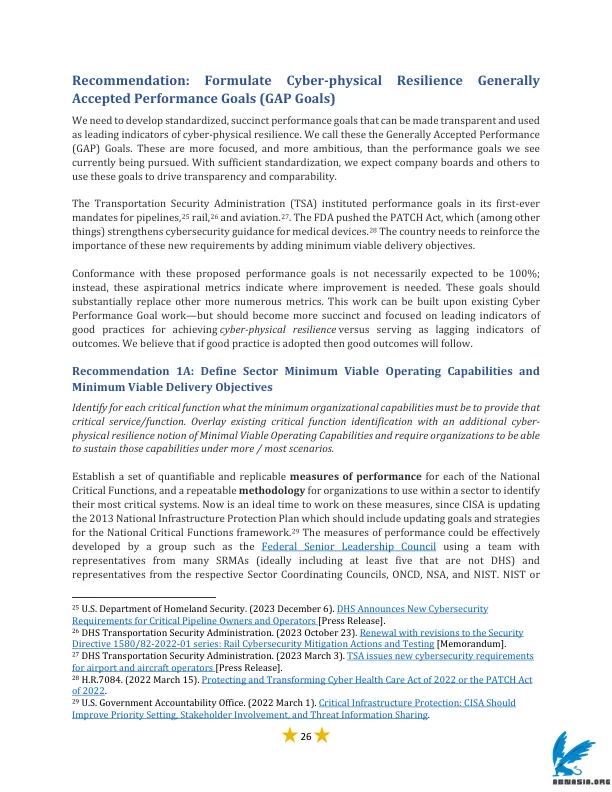 Recommendation: Formulate Cyber-physical Resilience Generally
Accepted Performance Goals (GAP Goals)
We need to develop standardized, succinct performance goals that can be made transparent and used
as leading indicators of cyber-physical resilience. We call these the Generally Accepted Performance
(GAP) Goals. These are more focused, and more ambitious, than the performance goals we see
currently being pursued. With sufficient standardization, we expect company boards and others to
use these goals to drive transparency and comparability.
The Transportation Security Administration (TSA) instituted performance goals in its first-ever
mandates for pipelines,25 rail,26 and aviation.27. The FDA pushed the PATCH Act, which (among other
things) strengthens cybersecurity guidance for medical devices.28 The country needs to reinforce the
importance of these new requirements by adding minimum viable delivery objectives.
Conformance with these proposed performance goals is not necessarily expected to be 100%;
instead, these aspirational metrics indicate where improvement is needed. These goals should
substantially replace other more numerous metrics. This work can be built upon existing Cyber
Performance Goal work—but should become more succinct and focused on leading indicators of
good practices for achieving cyber-physical resilience versus serving as lagging indicators of
outcomes. We believe that if good practice is adopted then good outcomes will follow.
Recommendation 1A: Define Sector Minimum Viable Operating Capabilities and
Minimum Viable Delivery Objectives
Identify for each critical function what the minimum organizational capabilities must be to provide that
critical service/function. Overlay existing critical function identification with an additional cyber-
physical resilience notion of Minimal Viable Operating Capabilities and require organizations to be able
to sustain those capabilities under more / most scenarios.
Establish a set of quantifiable and replicable measures of performance for each of the National
Critical Functions, and a repeatable methodology for organizations to use within a sector to identify
their most critical systems. Now is an ideal time to work on these measures, since CISA is updating
the 2013 National Infrastructure Protection Plan which should include updating goals and strategies
for the National Critical Functions framework.29 The measures of performance could be effectively
developed by a group such as the Federal Senior Leadership Council using a team with
representatives from many SRMAs (ideally including at least five that are not DHS) and
representatives from the respective Sector Coordinating Councils, ONCD, NSA, and NIST. NIST or
25 U.S. Department of Homeland Security. (2023 December 6). DHS Announces New Cybersecurity
Requirements for Critical Pipeline Owners and Operators [Press Release].
26 DHS Transportation Security Administration. (2023 October 23). Renewal with revisions to the Security
Directive 1580/82-2022-01 series: Rail Cybersecurity Mitigation Actions and Testing [Memorandum].
27 DHS Transportation Security Administration. (2023 March 3). TSA issues new cybersecurity requirements
for airport and aircraft operators [Press Release].
28 H.R.7084. (2022 March 15). Protecting and Transforming Cyber Health Care Act of 2022 or the PATCH Act
of 2022.
29 U.S. Government Accountability Office. (2022 March 1). Critical Infrastructure Protection: CISA Should
Improve Priority Setting, Stakeholder Involvement, and Threat Information Sharing.
26
ABNASIA.ORG